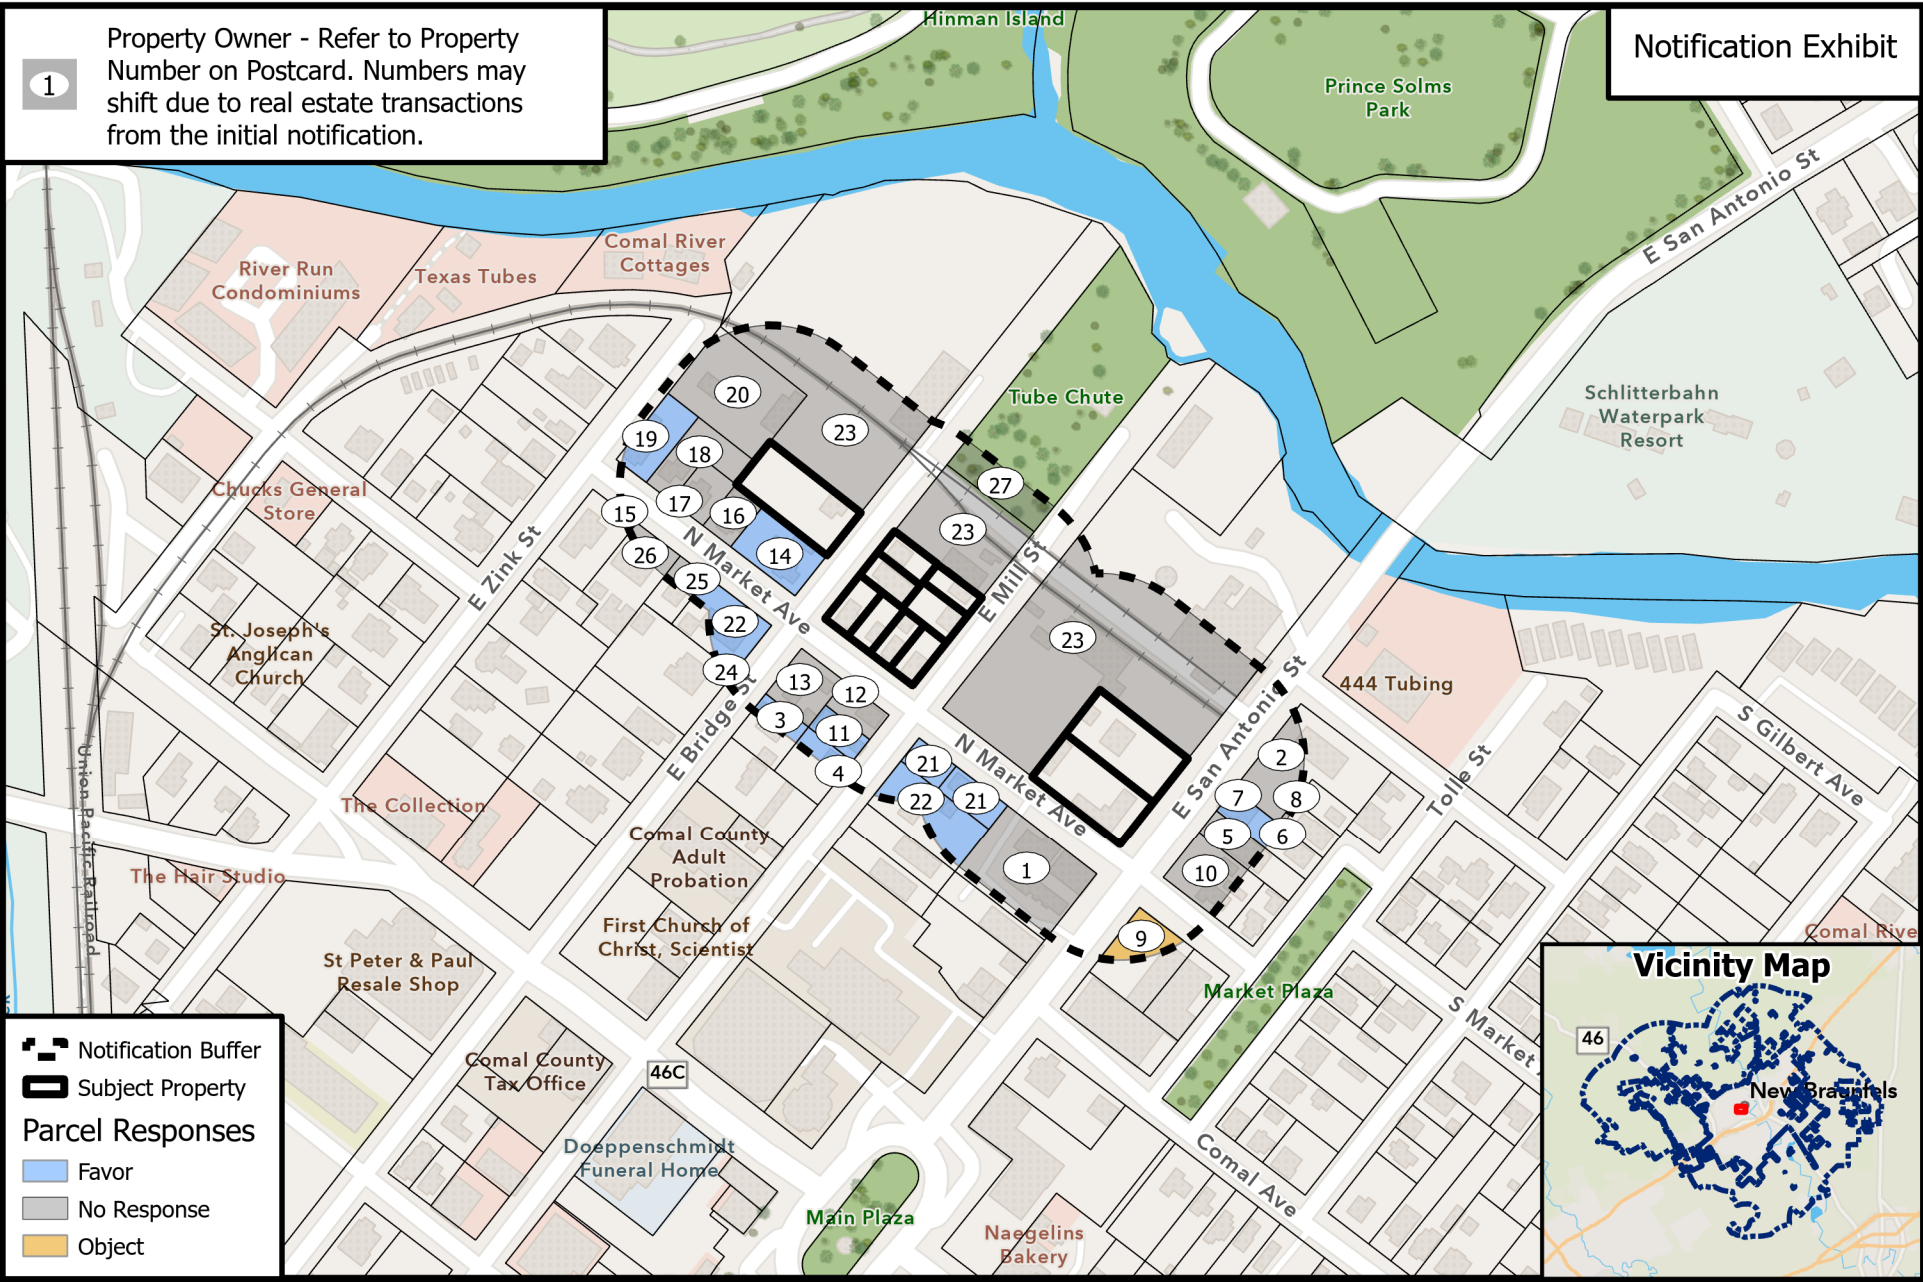 1
Property Owner - Refer to Property
Number on Postcard. Numbers may
shift due to real estate transactions
from the initial notification.
Notification Exhibit
Hinman Island
Prince Solms
Park
E San Antonio St
Comal River
Cottages
River Run
Condominiums
Texas Tubes
Tube Chute
Schlitterbahn
Waterpark
Resort
20
23
19
18
27
Chucks General
Store
17
16
15
23
E Zink St
26
14
N Market Ave
25
E Mill St
22
23
St. Joseph's
Anglican
Church
24
13
12
444 Tubing
E San Antonio St
3
11
E Bridge St
4
21
N Market Ave
2
S Gilbert Ave
Tolle St
22
21
7
8
Union Pacific Railroad
The Collection
5
6
Comal County
Adult
Probation
The Hair Studio
1
10
First Church of
Christ, Scientist
9
Comal Rive
St Peter & Paul
Resale Shop
Market Plaza
S Market
Vicinity Map
46
New Braunfels
Notification Buffer
Subject Property
Parcel Responses
Favor
No Response
Object
Comal County
Tax Office
46C
Doeppenschmidt
Funeral Home
Comal Ave
Main Plaza
Naegelins
Bakery